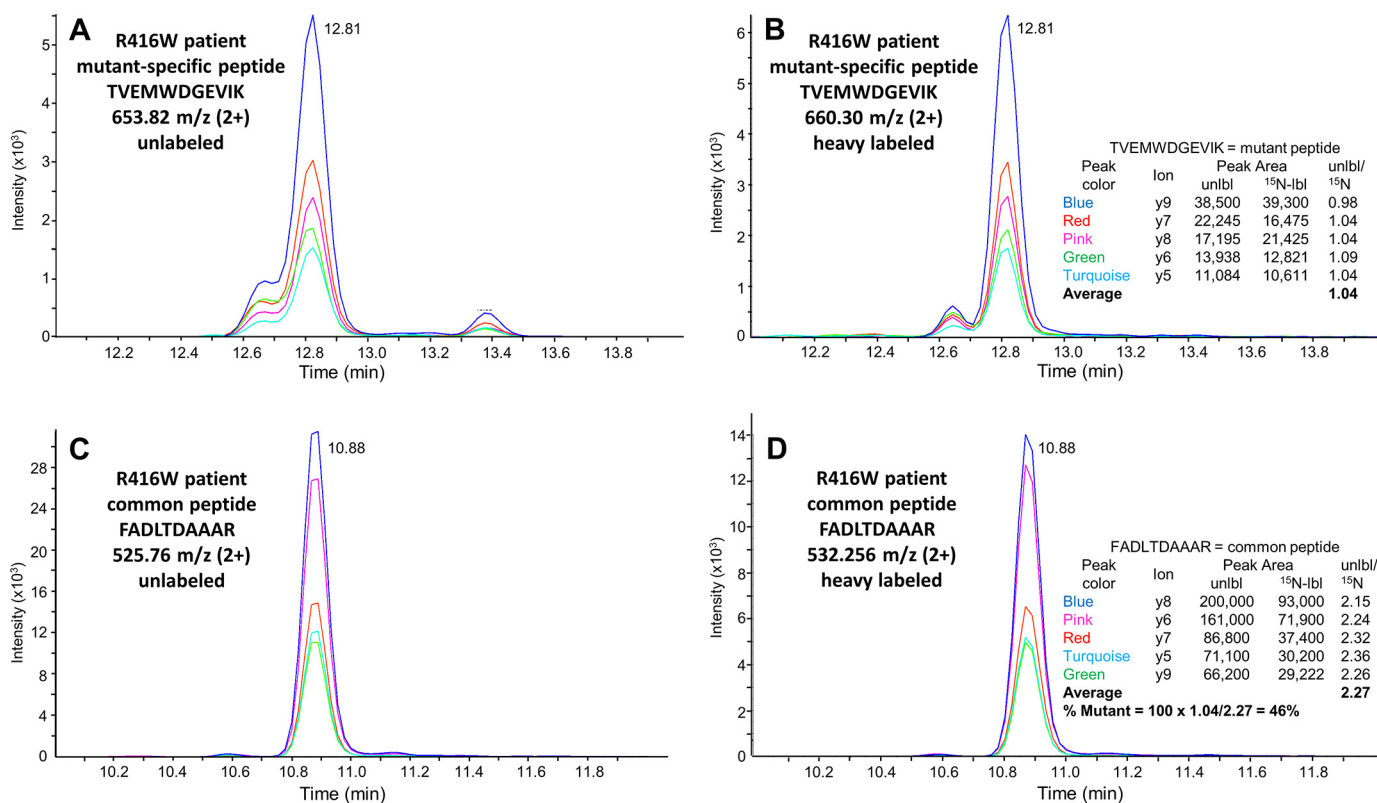 A
R416W patient
mutant-specific peptide
TVEMWDGEVIK
653.82 m/z (2+)
unlabeled
12.81
Intensity (x10³)
5
4
3
2
1
0
12.2 12.4 12.6 12.8 13.0 13.2 13.4 13.6 13.8
Time (min)
B
R416W patient
mutant-specific peptide
TVEMWDGEVIK
660.30 m/z (2+)
heavy labeled
12.81
Intensity (x10³)
6
5
4
3
2
1
0
12.2 12.4 12.6 12.8 13.0 13.2 13.4 13.6 13.8
Time (min)
TVEMWDGEVIK = mutant peptide
Peak color Ion Peak Area unlbl/
unlbl ¹⁵N-lbl ¹⁵N
Blue y9 38,500 39,300 0.98
Red y7 22,245 16,475 1.04
Pink y8 17,195 21,425 1.04
Green y6 13,938 12,821 1.09
Turquoise y5 11,084 10,611 1.04
Average 1.04
C
R416W patient
common peptide
FADLTDAAAR
525.76 m/z (2+)
unlabeled
10.88
Intensity (x10³)
28
24
20
16
12
8
4
0
10.2 10.4 10.6 10.8 11.0 11.2 11.4 11.6 11.8
Time (min)
D
R416W patient
common peptide
FADLTDAAAR
532.256 m/z (2+)
heavy labeled
10.88
Intensity (x10³)
14
12
10
8
6
4
2
0
10.2 10.4 10.6 10.8 11.0 11.2 11.4 11.6 11.8
Time (min)
FADLTDAAAR = common peptide
Peak color Ion Peak Area unlbl/
unlbl ¹⁵N-lbl ¹⁵N
Blue y8 200,000 93,000 2.15
Pink y6 161,000 71,900 2.24
Red y7 86,800 37,400 2.32
Turquoise y5 71,100 30,200 2.36
Green y9 66,200 29,222 2.26
Average 2.27
% Mutant = 100 x 1.04/2.27 = 46%